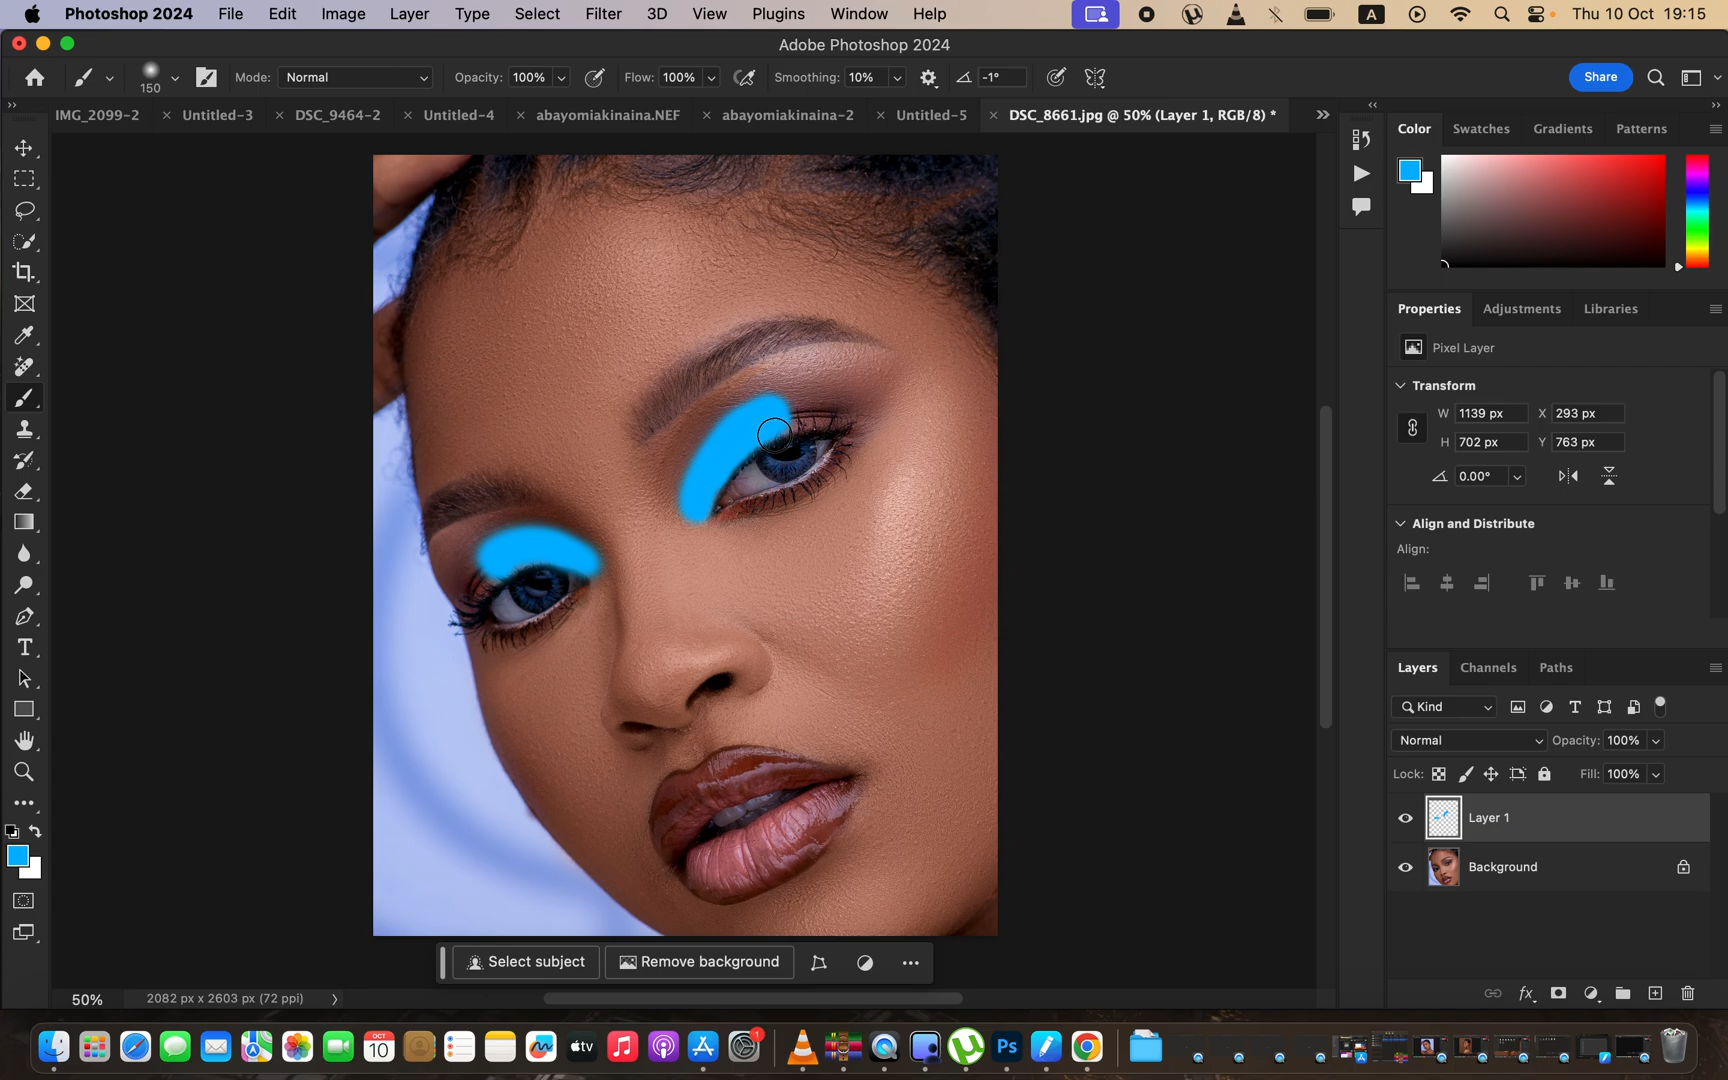 Photoshop 2024 File Edit Image Layer Type Select Filter 3D View Plugins Window Help A Thu 10 Oct 19:15
Adobe Photoshop 2024
150 Mode: Normal Opacity: 100% Flow: 100% Smoothing: 10% -1° Share
IMG_2099-2 × Untitled-3 × DSC_9464-2 × Untitled-4 × abayomiakinaina.NEF × abayomiakinaina-2 × Untitled-5 × DSC_8661.jpg @ 50% (Layer 1, RGB/8) *
Color Swatches Gradients Patterns
Properties Adjustments Libraries
Pixel Layer
Transform
W 1139 px X 293 px
H 702 px Y 763 px
0.00°
Align and Distribute
Align:
Layers Channels Paths
Kind
Normal Opacity: 100%
Lock: Fill: 100%
Layer 1
Background
Select subject Remove background
50% 2082 px x 2603 px (72 ppi)
OCT
10
tv
1
Ps